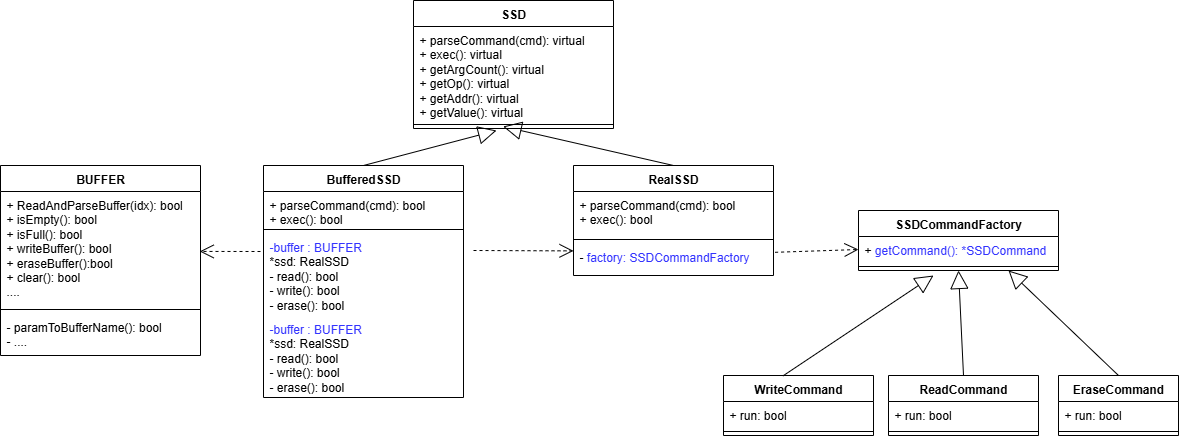 SSD
+ parseCommand(cmd): virtual
+ exec(): virtual
+ getArgCount(): virtual
+ getOp(): virtual
+ getAddr(): virtual
+ getValue(): virtual
BUFFER
+ ReadAndParseBuffer(idx): bool
+ isEmpty(): bool
+ isFull(): bool
+ writeBuffer(): bool
+ eraseBuffer():bool
+ clear(): bool
....
- paramToBufferName(): bool
- ....
BufferedSSD
+ parseCommand(cmd): bool
+ exec(): bool
-buffer : BUFFER
*ssd: RealSSD
- read(): bool
- write(): bool
- erase(): bool
-buffer : BUFFER
*ssd: RealSSD
- read(): bool
- write(): bool
- erase(): bool
RealSSD
+ parseCommand(cmd): bool
+ exec(): bool
- factory: SSDCommandFactory
SSDCommandFactory
+ getCommand(): *SSDCommand
WriteCommand
+ run: bool
ReadCommand
+ run: bool
EraseCommand
+ run: bool